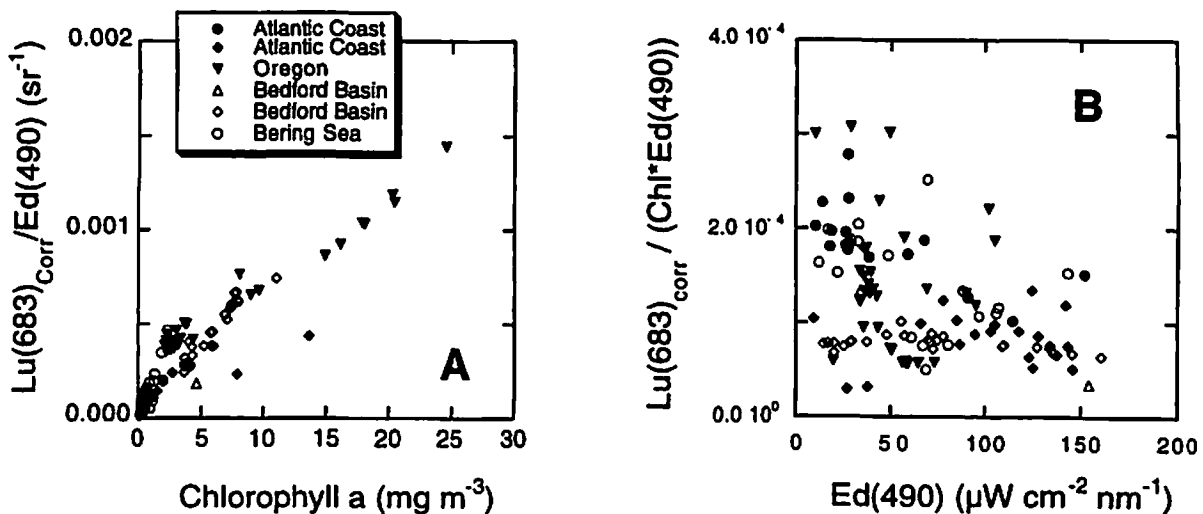 Atlantic Coast
Atlantic Coast
Oregon
Bedford Basin
Bedford Basin
Bering Sea
Lu(683)Corr/Ed(490) (sr-1)
0.002
0.001
0.000
0 5 10 15 20 25 30
Chlorophyll a (mg m-3)
A
Lu(683)corr / (Chl*Ed(490))
4.0 10-4
2.0 10-4
0.0 100
0 50 100 150 200
Ed(490) (µW cm-2 nm-1)
B